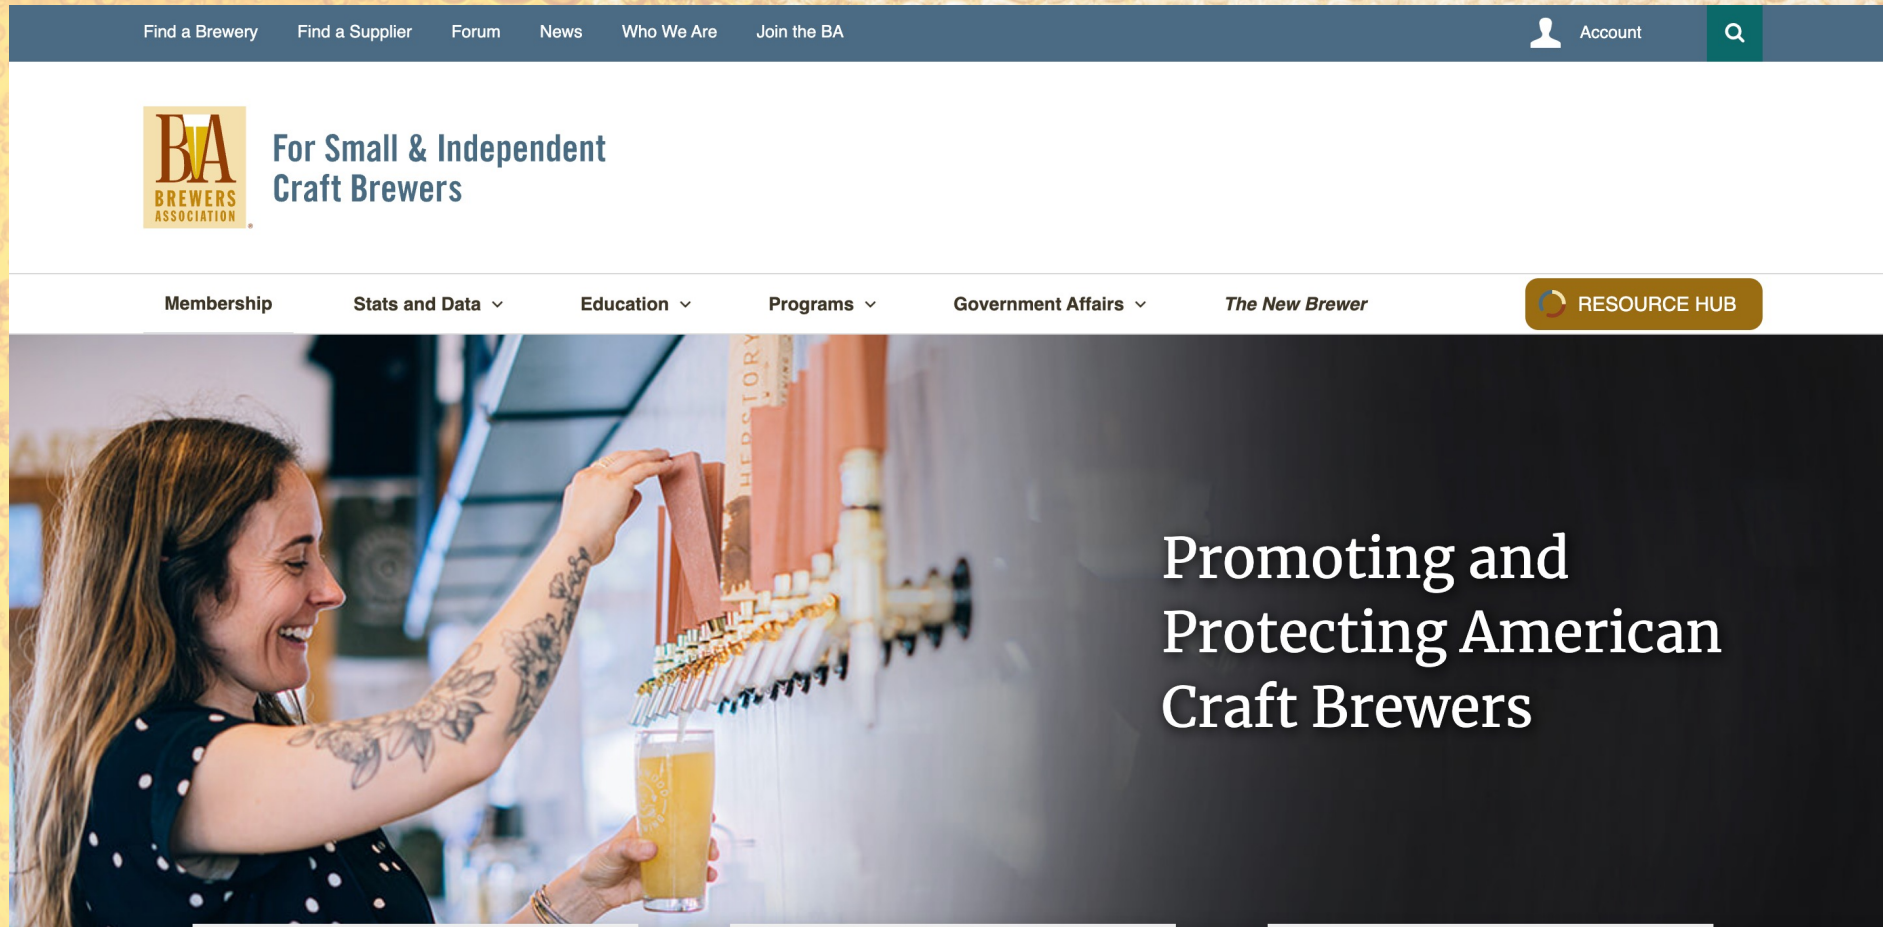 Find a Brewery
Find a Supplier
Forum
News
Who We Are
Join the BA
Account
BA
BREWERS
ASSOCIATION
For Small & Independent
Craft Brewers
Membership
Stats and Data
Education
Programs
Government Affairs
The New Brewer
RESOURCE HUB
HERSTORY
Promoting and
Protecting American
Craft Brewers